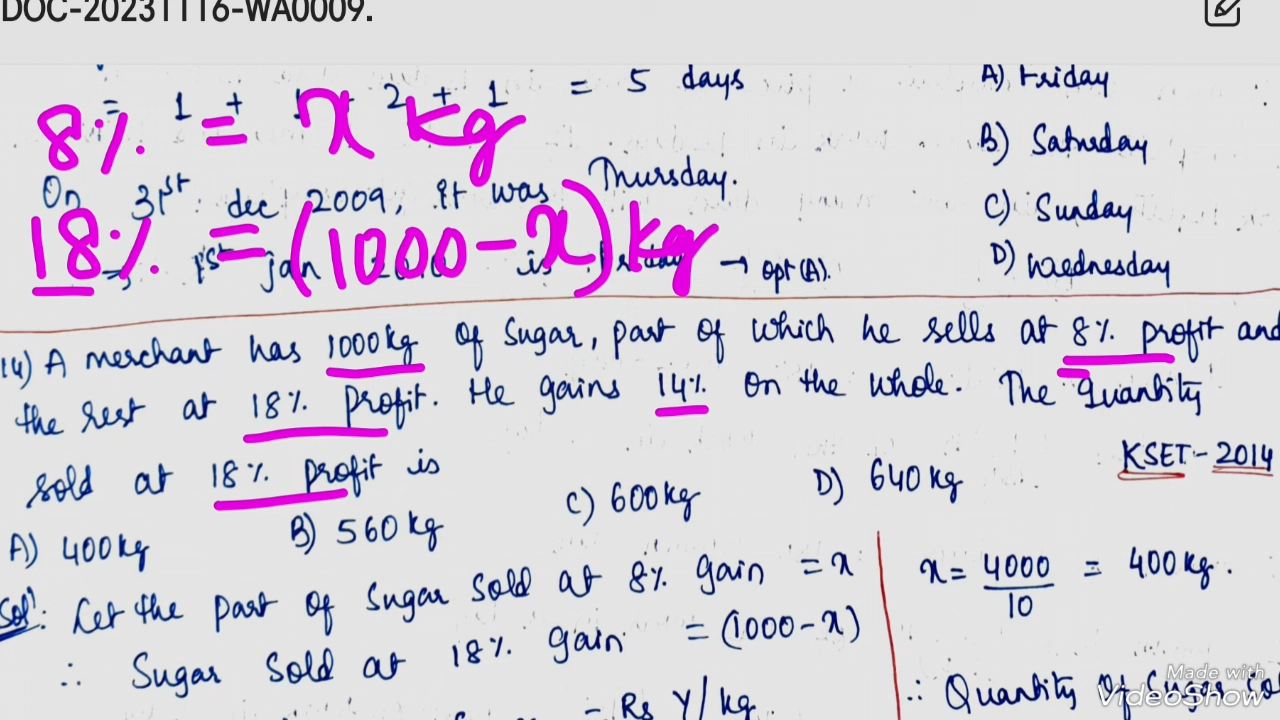 DOC-20231116-WA0009.
= 1 + 1 + 2 + 1 = 5 days
8% = x kg
On 31st dec 2009, it was Thursday.
18% = (1000 - x) kg
1st jan 2010 is Friday → opt (A).
A) Friday
B) Saturday
C) Sunday
D) Wednesday
14) A merchant has 1000kg of Sugar, part of which he sells at 8% profit and
the rest at 18% profit. He gains 14% on the whole. The Quantity
sold at 18% profit is
KSET - 2014
A) 400kg B) 560kg C) 600kg D) 640kg
Sol': Let the part of sugar sold at 8% gain = x
∴ Sugar Sold at 18% gain = (1000 - x)
= Rs Y/kg
x = 4000/10 = 400kg.
∴ Quantity of Sugar
Made with
VideoShow